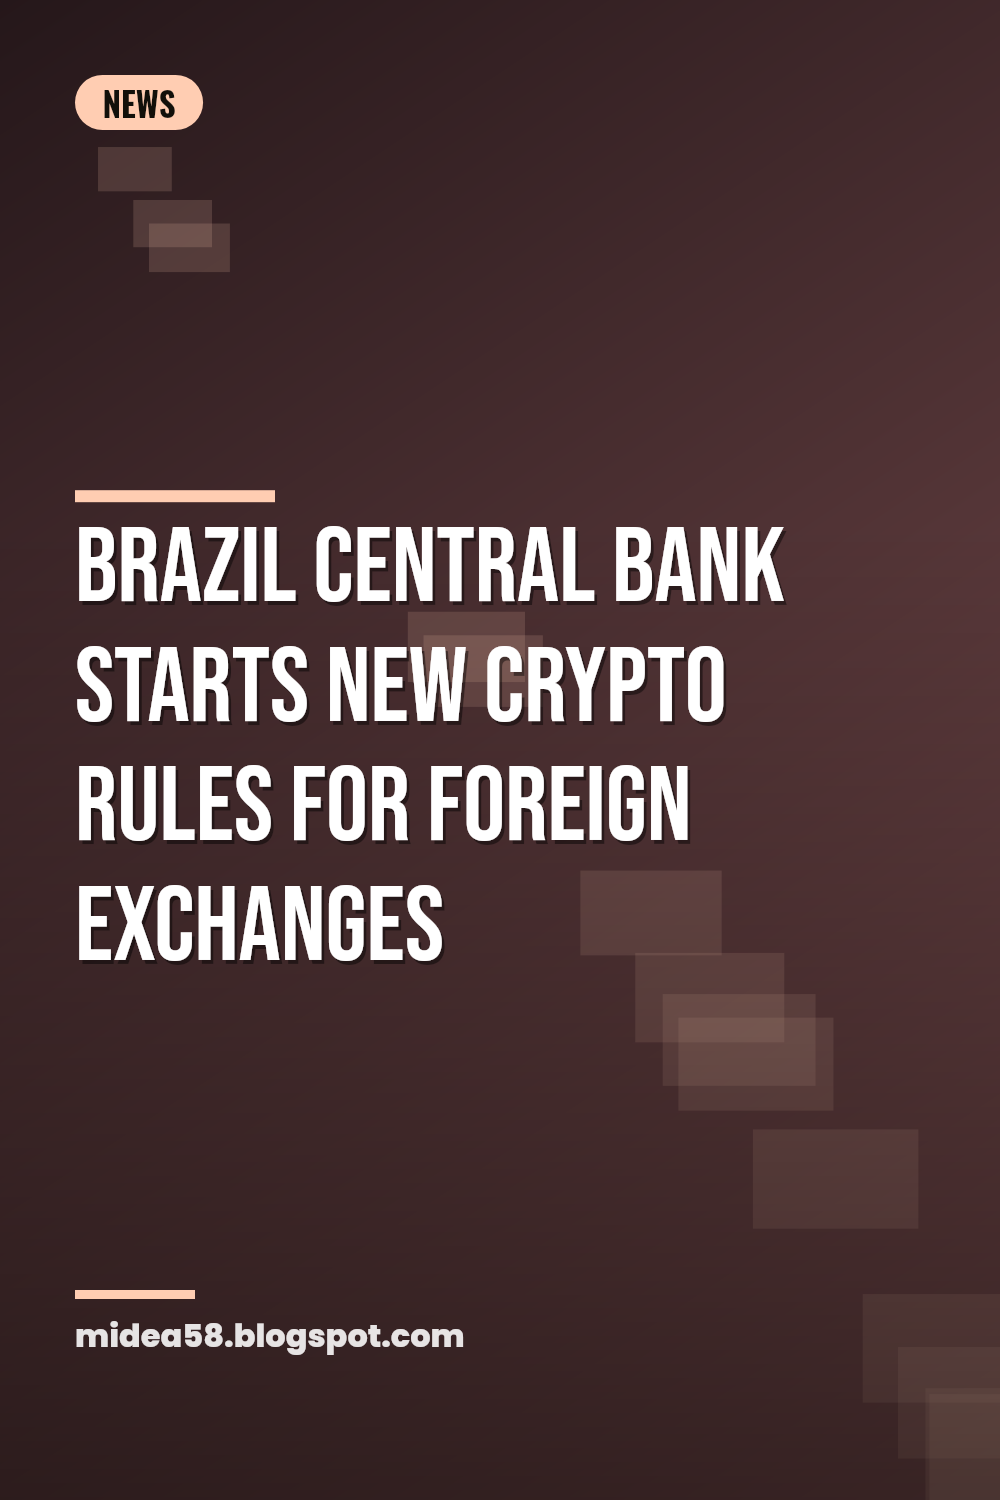 NEWS
BRAZIL CENTRAL BANK
STARTS NEW CRYPTO
RULES FOR FOREIGN
EXCHANGES
midea58.blogspot.com